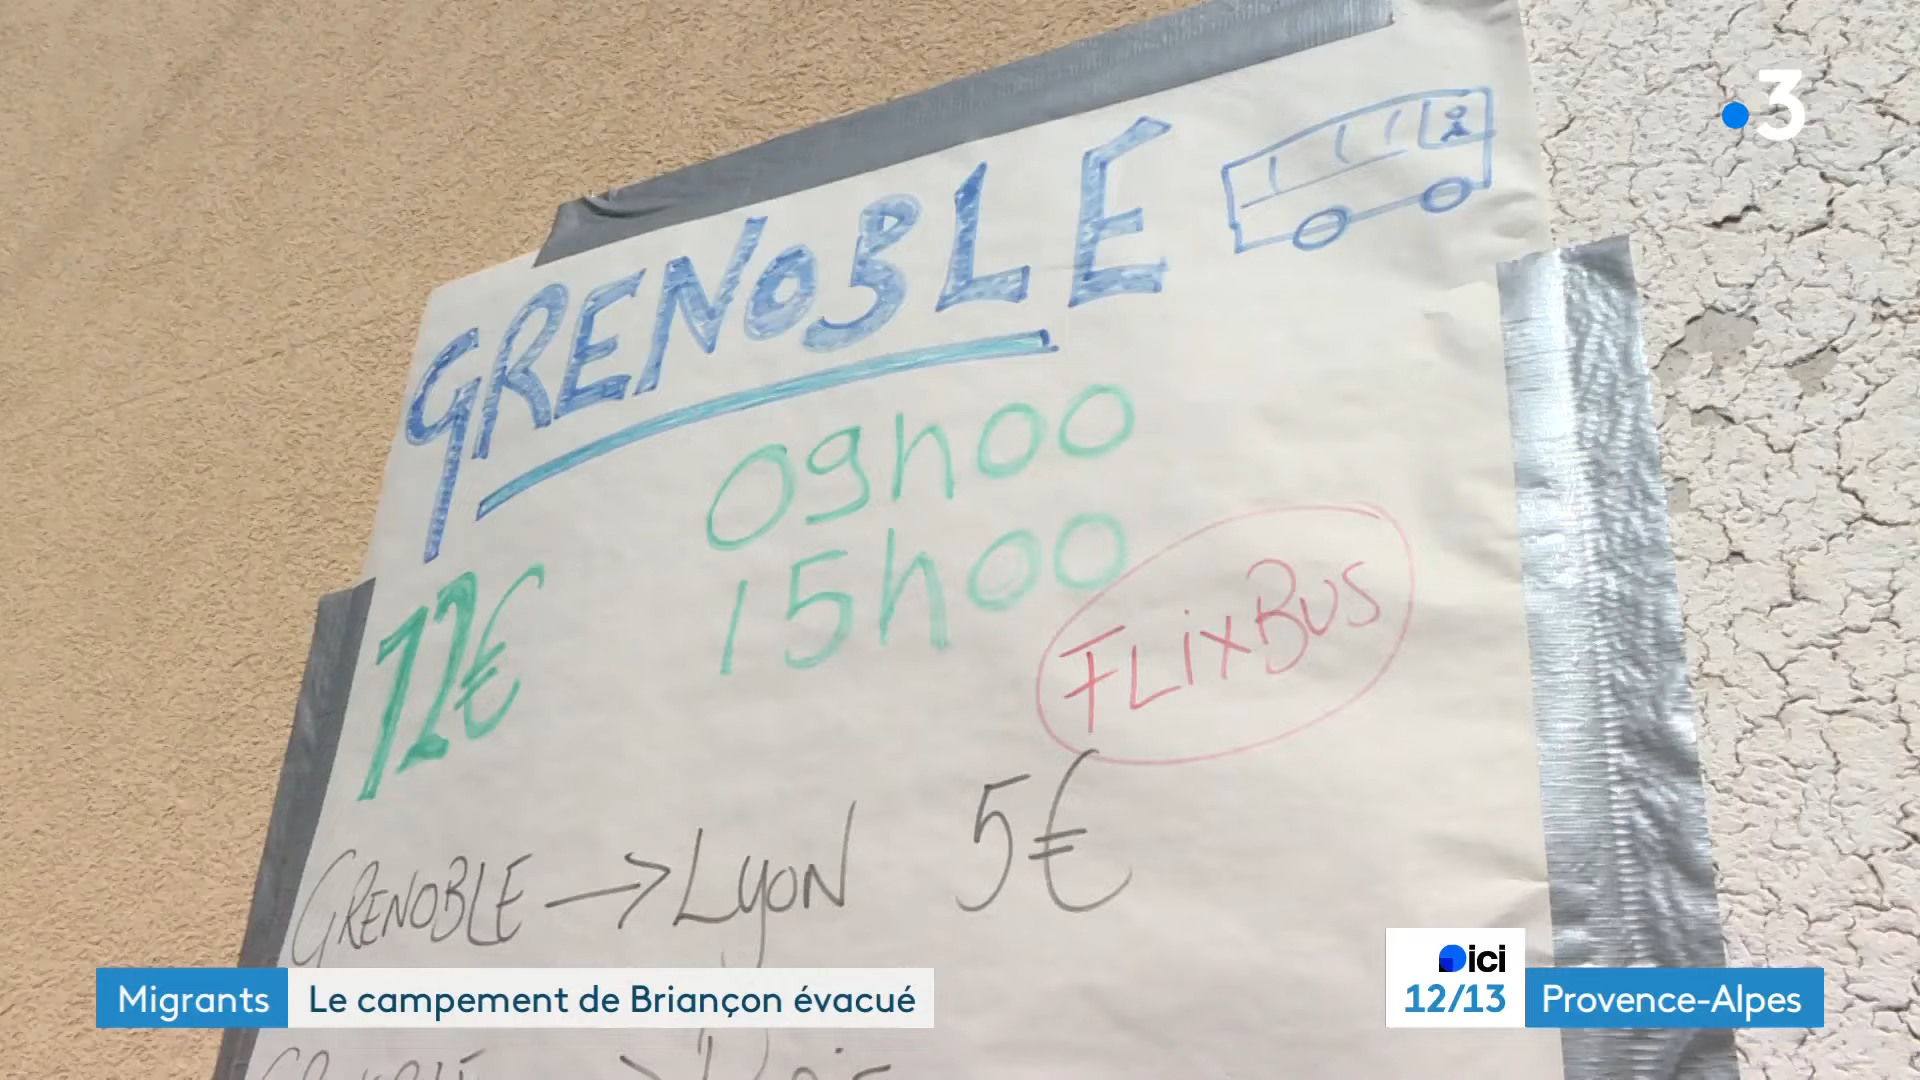 3
GRENOBLE
09h00
15h00
12€
FLixBUS
GRENOBLE → Lyon 5€
ici
12/13
Provence-Alpes
Migrants
Le campement de Briançon évacué